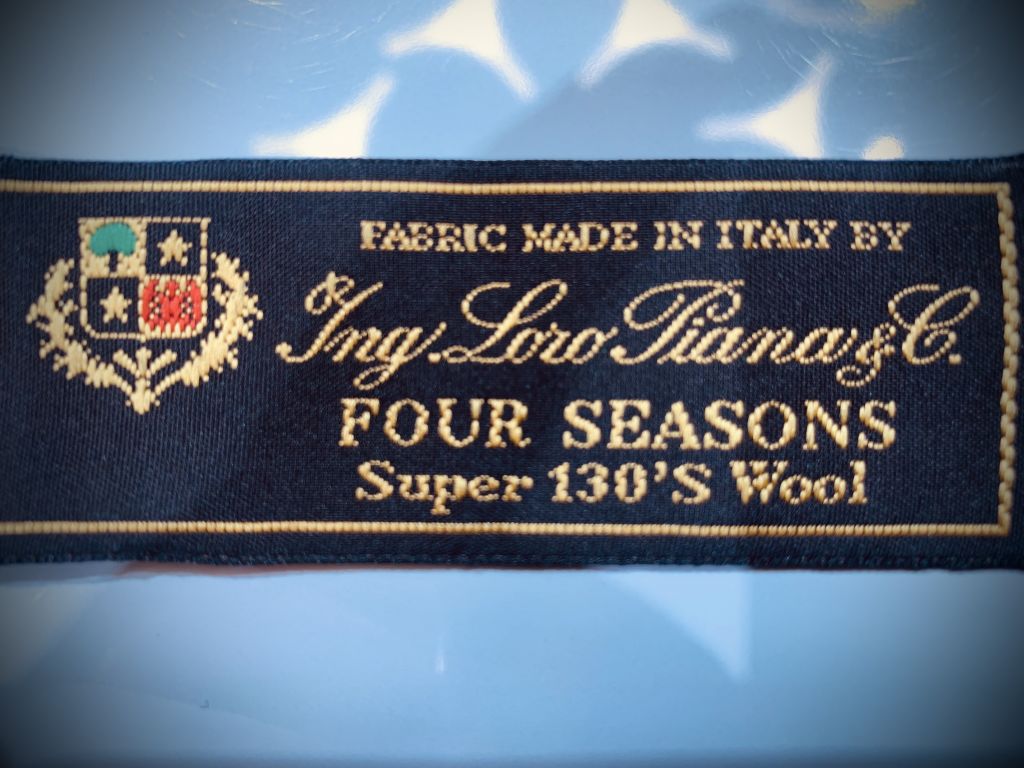 FABRIC MADE IN ITALY BY
Ing. Loro Piana & C.
FOUR SEASONS
Super 130'S Wool